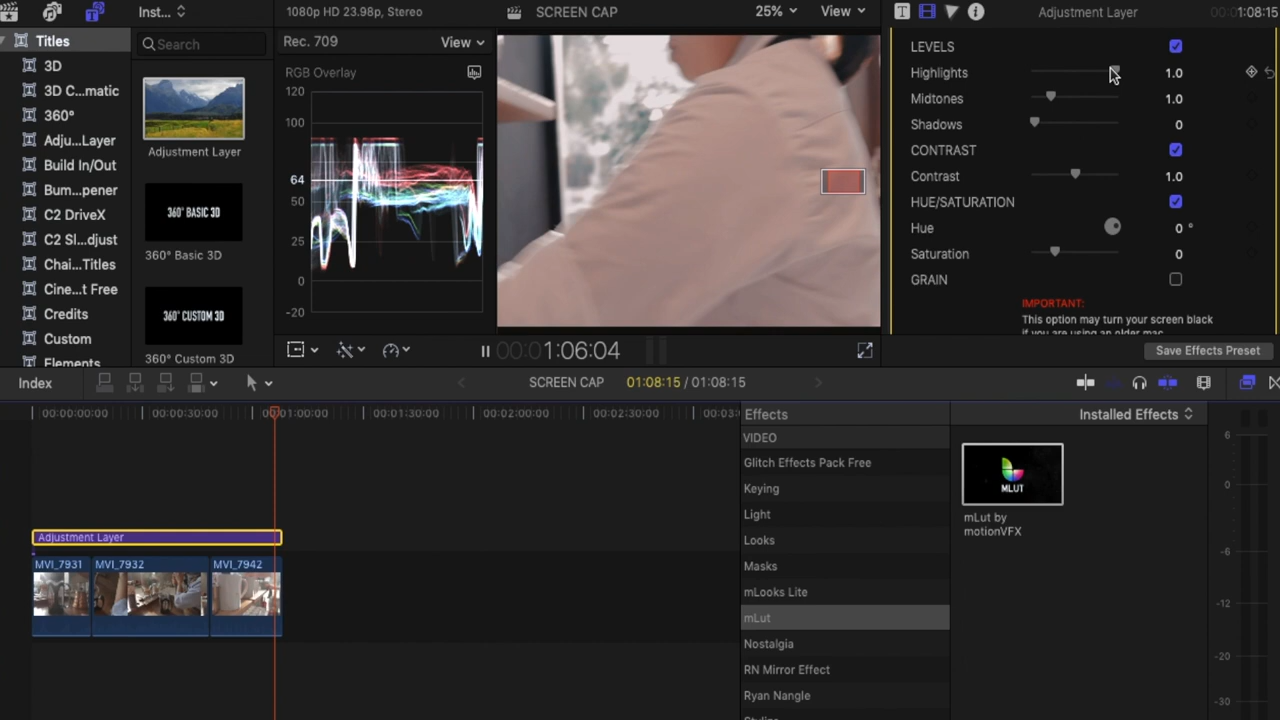 Inst...
1080p HD 23.98p, Stereo
SCREEN CAP
25%
View
Adjustment Layer
1:08:15
Titles
3D
3D C...matic
360°
Adju...Layer
Build In/Out
Bum...pener
C2 DriveX
C2 Sl...djust
Chai...Titles
Cine...t Free
Credits
Custom
Elements
Search
Adjustment Layer
360° BASIC 3D
360° Basic 3D
360° CUSTOM 3D
360° Custom 3D
Rec. 709
View
RGB Overlay
120
100
64
50
25
0
-20
LEVELS
Highlights 1.0
Midtones 1.0
Shadows 0
CONTRAST
Contrast 1.0
HUE/SATURATION
Hue 0 °
Saturation 0
GRAIN
IMPORTANT:
This option may turn your screen black
if you are using an older mac
00:01:06:04
Save Effects Preset
Index
SCREEN CAP
01:08:15 / 01:08:15
00:00:00:00
00:00:30:00
00:01:00:00
00:01:30:00
00:02:00:00
00:02:30:00
00:03:
Adjustment Layer
MVI_7931
MVI_7932
MVI_7942
Effects
Installed Effects
VIDEO
Glitch Effects Pack Free
Keying
Light
Looks
Masks
mLooks Lite
mLut
Nostalgia
RN Mirror Effect
Ryan Nangle
MLUT
mLut by
motionVFX
6
0
-6
-12
-20
-30